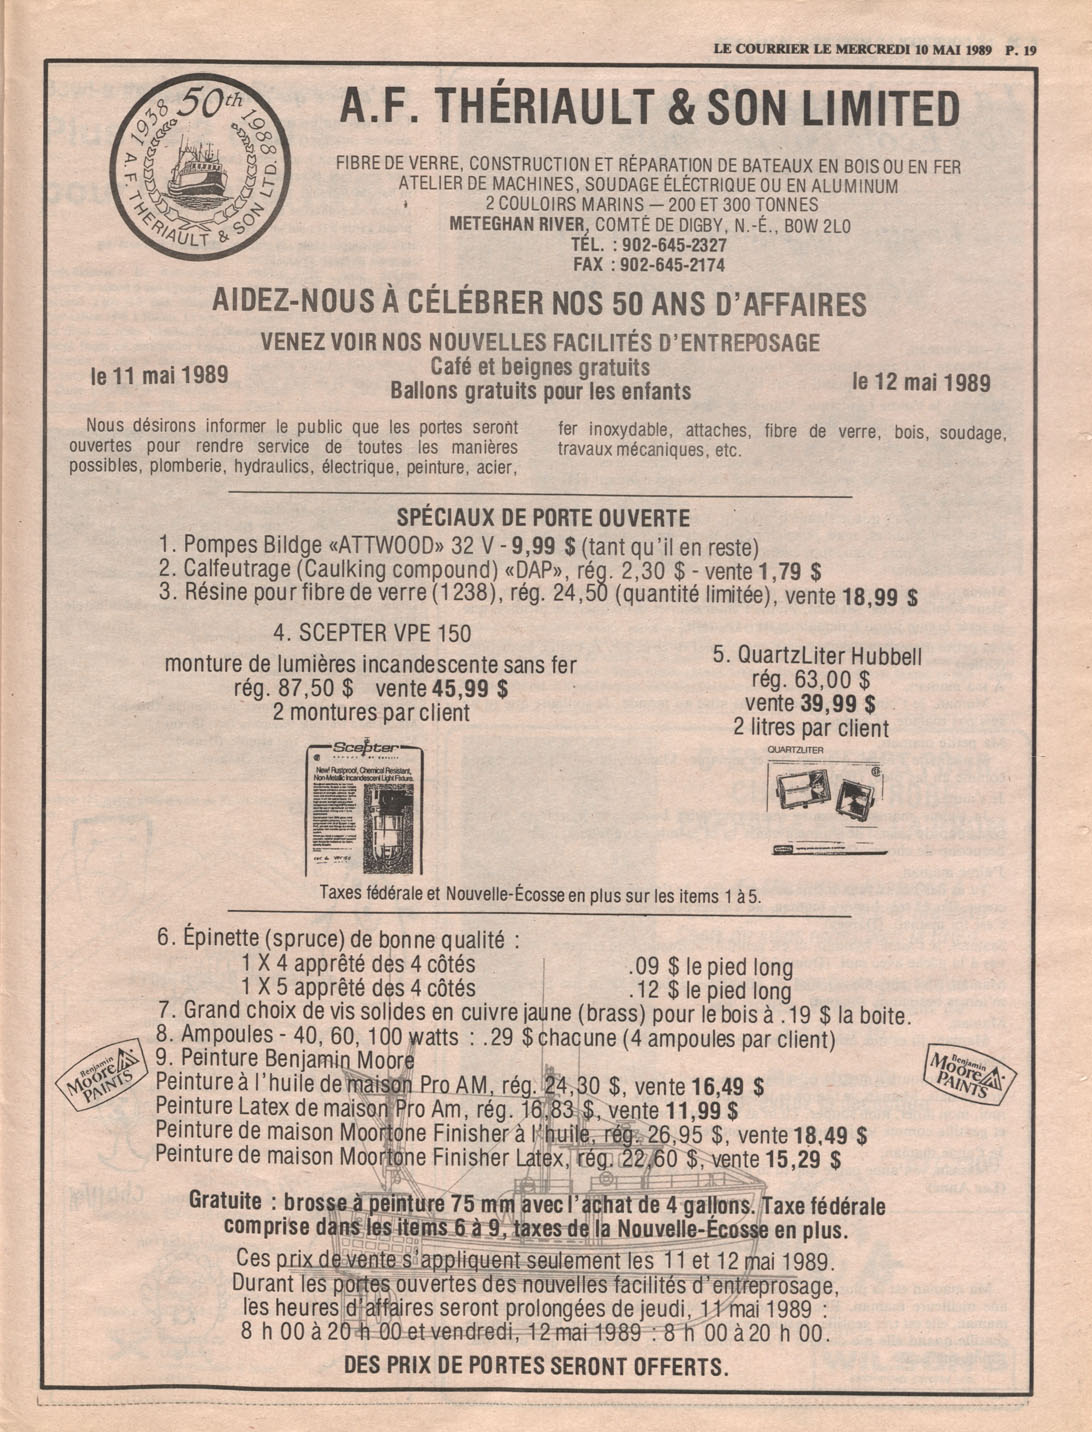 LE COURRIER LE MERCREDI 10 MAI 1989 P. 19
1938 50th 1988
A.F. THERIAULT & SON LTD.
A.F. THÉRIAULT & SON LIMITED
FIBRE DE VERRE, CONSTRUCTION ET RÉPARATION DE BATEAUX EN BOIS OU EN FER
ATELIER DE MACHINES, SOUDAGE ÉLÉCTRIQUE OU EN ALUMINUM
2 COULOIRS MARINS — 200 ET 300 TONNES
METEGHAN RIVER, COMTÉ DE DIGBY, N.-É., BOW 2LO
TÉL. : 902-645-2327
FAX : 902-645-2174
AIDEZ-NOUS À CÉLÉBRER NOS 50 ANS D'AFFAIRES
VENEZ VOIR NOS NOUVELLES FACILITÉS D'ENTREPOSAGE
le 11 mai 1989
Café et beignes gratuits
Ballons gratuits pour les enfants
le 12 mai 1989
Nous désirons informer le public que les portes seront
ouvertes pour rendre service de toutes les manières
possibles, plomberie, hydraulics, électrique, peinture, acier,
fer inoxydable, attaches, fibre de verre, bois, soudage,
travaux mécaniques, etc.
SPÉCIAUX DE PORTE OUVERTE
1. Pompes Bildge «ATTWOOD» 32 V - 9,99 $ (tant qu'il en reste)
2. Calfeutrage (Caulking compound) «DAP», rég. 2,30 $ - vente 1,79 $
3. Résine pour fibre de verre (1238), rég. 24,50 (quantité limitée), vente 18,99 $
4. SCEPTER VPE 150
monture de lumières incandescente sans fer
rég. 87,50 $ vente 45,99 $
2 montures par client
5. QuartzLiter Hubbell
rég. 63,00 $
vente 39,99 $
2 litres par client
Scepter
New! Rustproof, Chemical Resistant,
Non-Metallic Incandescent Light Fixture.
QUARTZLITER
Taxes fédérale et Nouvelle-Écosse en plus sur les items 1 à 5.
6. Épinette (spruce) de bonne qualité :
1 X 4 apprêté des 4 côtés .09 $ le pied long
1 X 5 apprêté des 4 côtés .12 $ le pied long
7. Grand choix de vis solides en cuivre jaune (brass) pour le bois à .19 $ la boite.
8. Ampoules - 40, 60, 100 watts : .29 $ chacune (4 ampoules par client)
9. Peinture Benjamin Moore
Peinture à l'huile de maison Pro AM, rég. 24,30 $, vente 16,49 $
Peinture Latex de maison Pro Am, rég. 16,83 $, vente 11,99 $
Peinture de maison Moortone Finisher à l'huile, rég. 26,95 $, vente 18,49 $
Peinture de maison Moortone Finisher Latex, rég. 22,60 $, vente 15,29 $
Benjamin
Moore
PAINTS
Benjamin
Moore
PAINTS
Gratuite : brosse à peinture 75 mm avec l'achat de 4 gallons. Taxe fédérale
comprise dans les items 6 à 9, taxes de la Nouvelle-Écosse en plus.
Ces prix de vente s'appliquent seulement les 11 et 12 mai 1989.
Durant les portes ouvertes des nouvelles facilités d'entreprosage,
les heures d'affaires seront prolongées de jeudi, 11 mai 1989 :
8 h 00 à 20 h 00 et vendredi, 12 mai 1989 : 8 h 00 à 20 h 00.
DES PRIX DE PORTES SERONT OFFERTS.